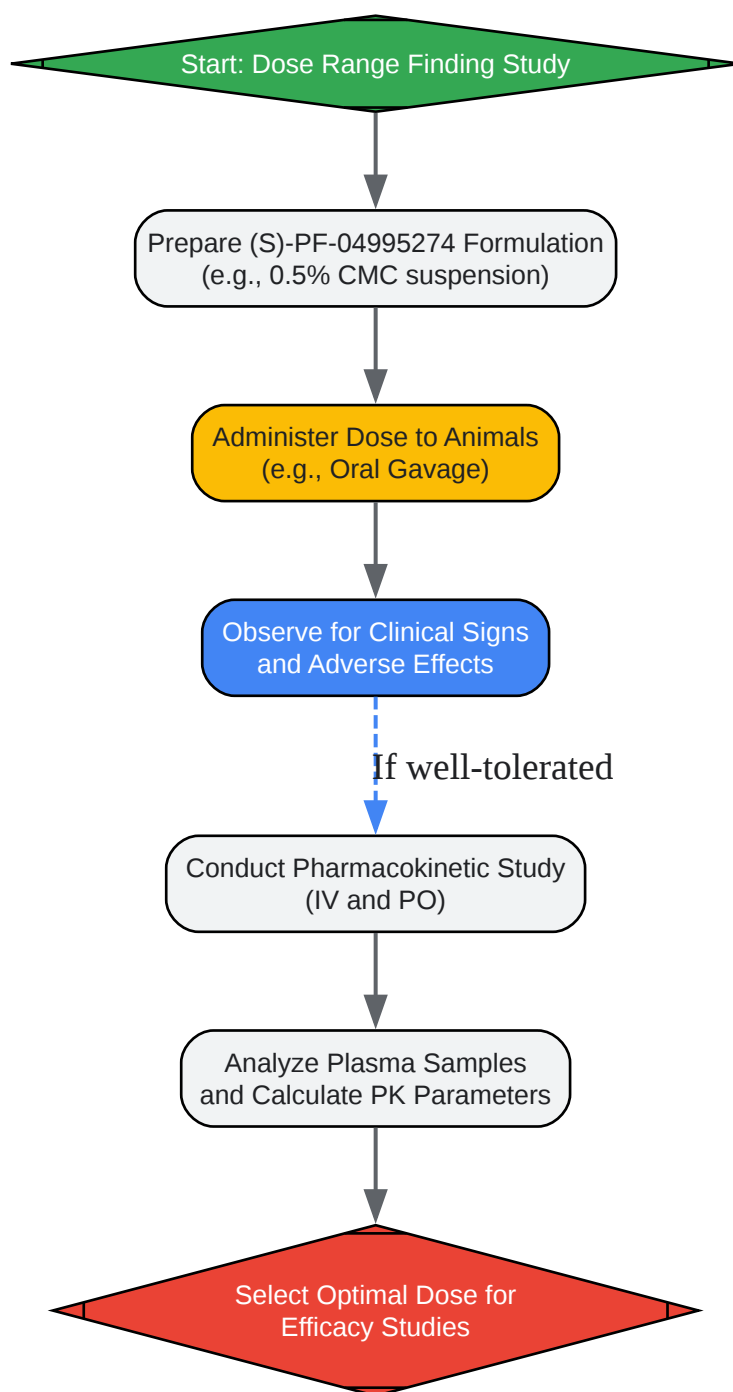 Start: Dose Range Finding Study
Prepare (S)-PF-04995274 Formulation
(e.g., 0.5% CMC suspension)
Administer Dose to Animals
(e.g., Oral Gavage)
Observe for Clinical Signs
and Adverse Effects
If well-tolerated
Conduct Pharmacokinetic Study
(IV and PO)
Analyze Plasma Samples
and Calculate PK Parameters
Select Optimal Dose for
Efficacy Studies